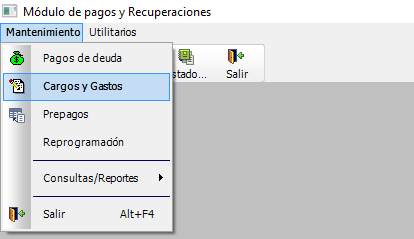 Módulo de pagos y Recuperaciones
Mantenimiento Utilitarios
Pagos de deuda
Cargos y Gastos
Prepagos
Reprogramación
Consultas/Reportes
Salir Alt+F4
stado... Salir